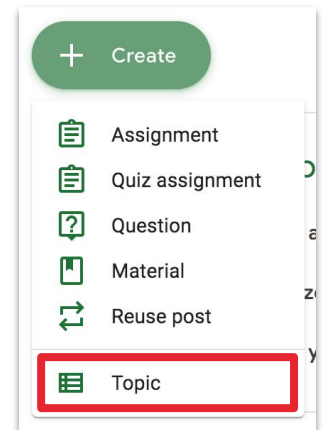 Create
Assignment
Quiz assignment
Question
Material
Reuse post
Topic